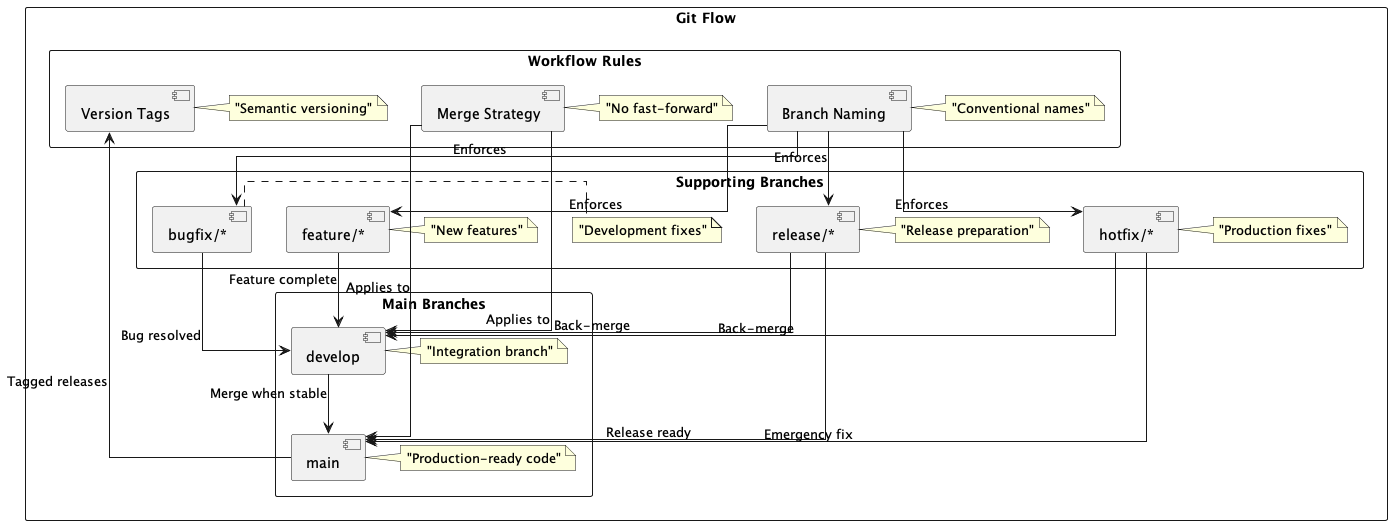 Git Flow
Workflow Rules
Version Tags
"Semantic versioning"
Merge Strategy
"No fast-forward"
Branch Naming
"Conventional names"
Enforces
Enforces
Supporting Branches
Enforces
Enforces
bugfix/*
feature/*
"New features"
"Development fixes"
release/*
"Release preparation"
hotfix/*
"Production fixes"
Feature complete
Applies to
Main Branches
Applies to
Back-merge
Back-merge
Bug resolved
develop
"Integration branch"
Tagged releases
Merge when stable
Release ready
Emergency fix
main
"Production-ready code"